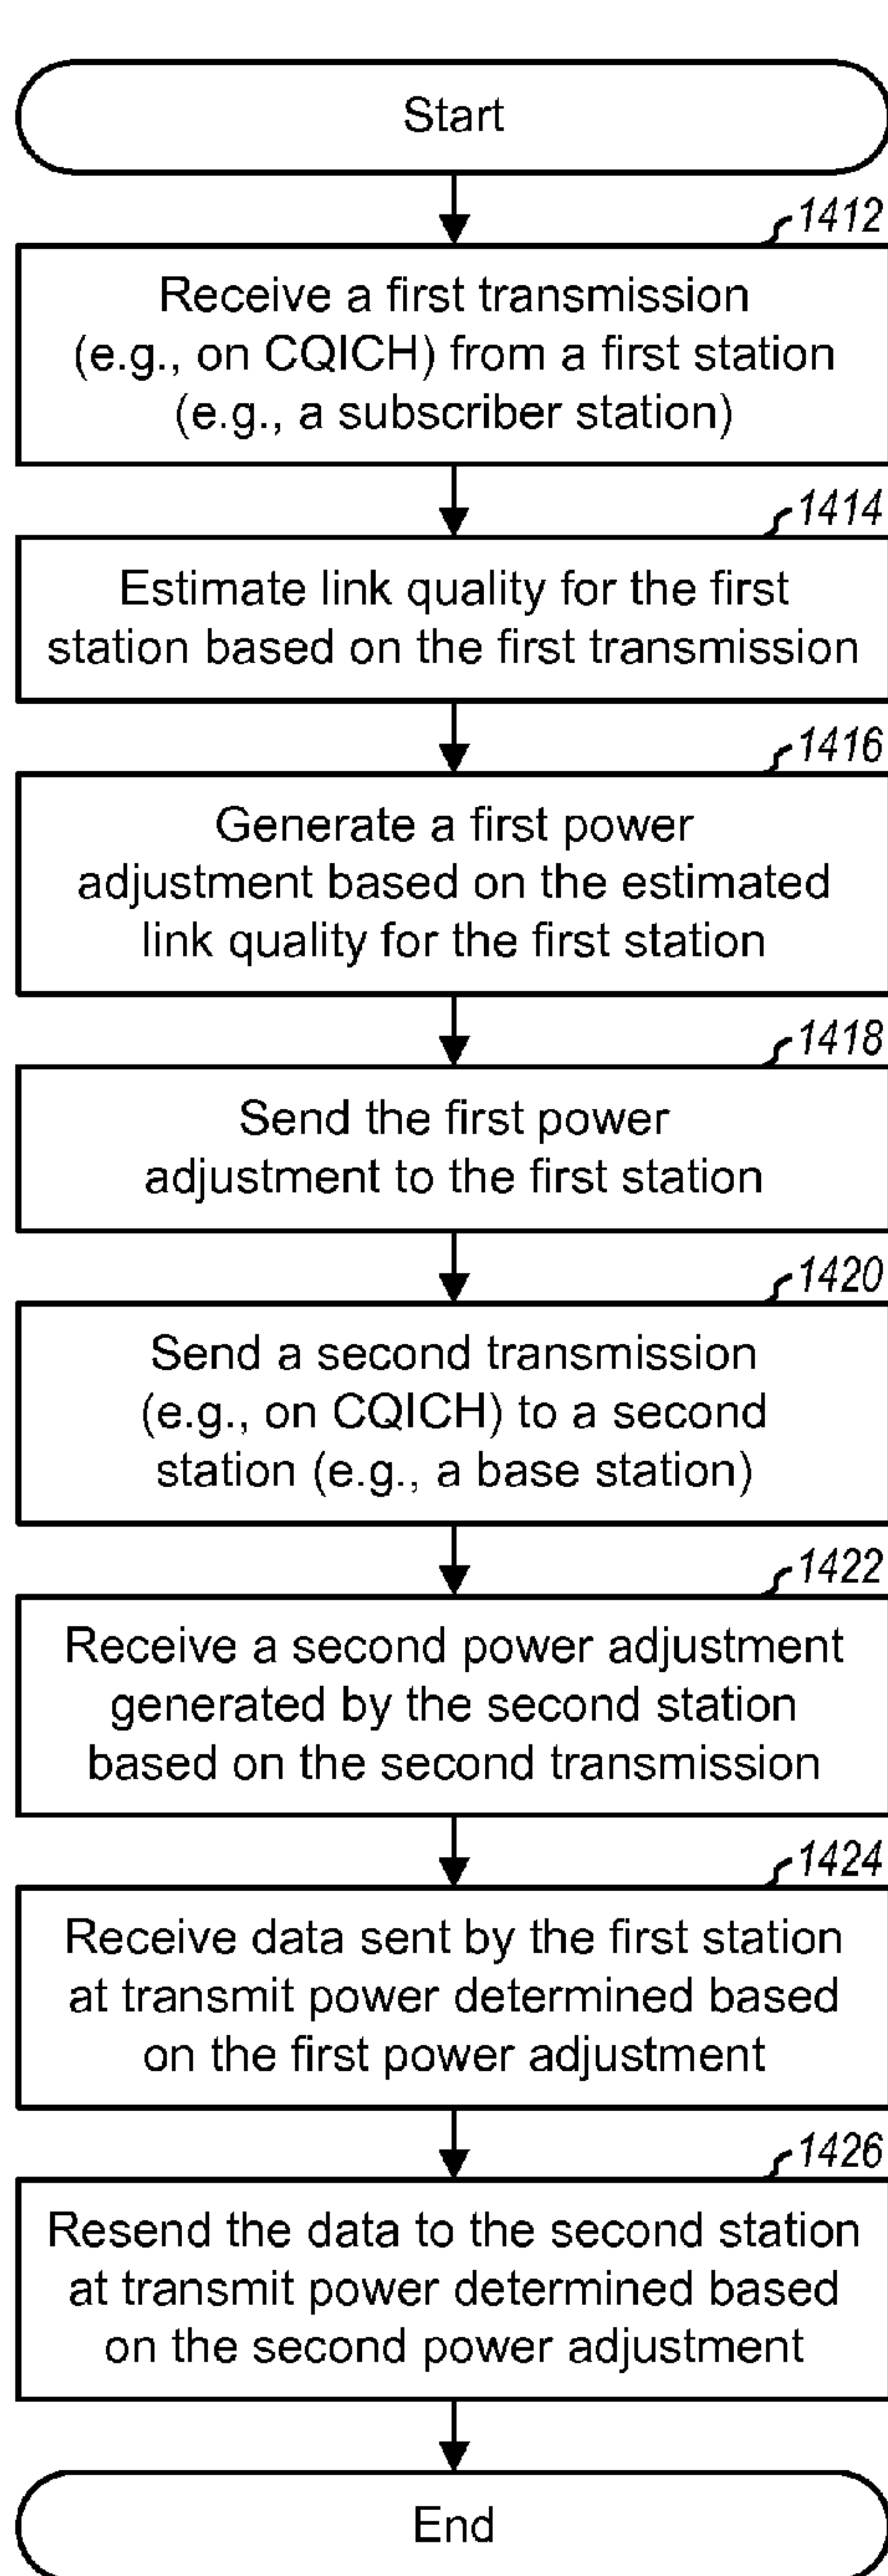 Start
1412
Receive a first transmission
(e.g., on CQICH) from a first station
(e.g., a subscriber station)
1414
Estimate link quality for the first
station based on the first transmission
1416
Generate a first power
adjustment based on the estimated
link quality for the first station
1418
Send the first power
adjustment to the first station
1420
Send a second transmission
(e.g., on CQICH) to a second
station (e.g., a base station)
1422
Receive a second power adjustment
generated by the second station
based on the second transmission
1424
Receive data sent by the first station
at transmit power determined based
on the first power adjustment
1426
Resend the data to the second station
at transmit power determined based
on the second power adjustment
End